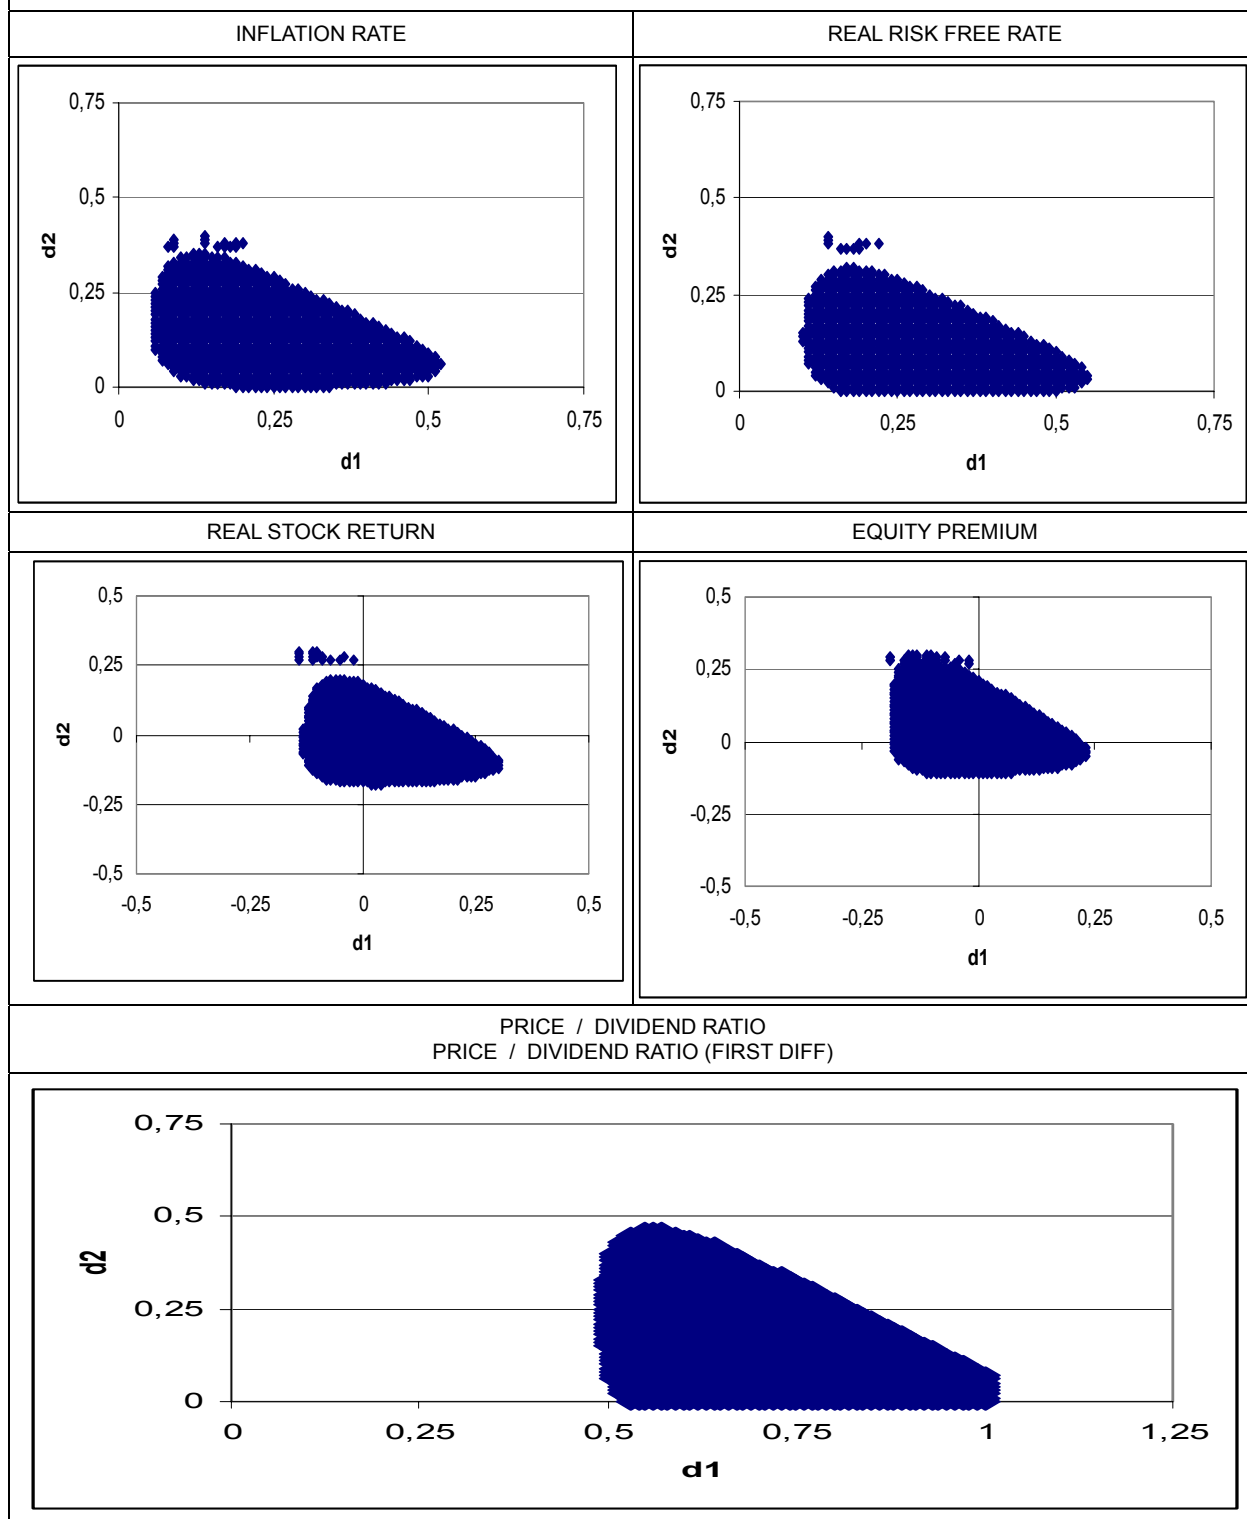 INFLATION RATE
REAL RISK FREE RATE
0,75
0,5
0,25
0
d2
0
0,25
0,5
0,75
d1
0,75
0,5
0,25
0
d2
0
0,25
0,5
0,75
d1
REAL STOCK RETURN
EQUITY PREMIUM
0,5
0,25
0
-0,25
-0,5
d2
-0,5
-0,25
0
0,25
0,5
d1
0,5
0,25
0
-0,25
-0,5
d2
-0,5
-0,25
0
0,25
0,5
d1
PRICE / DIVIDEND RATIO
PRICE / DIVIDEND RATIO (FIRST DIFF)
0,75
0,5
0,25
0
d2
0
0,25
0,5
0,75
1
1,25
d1